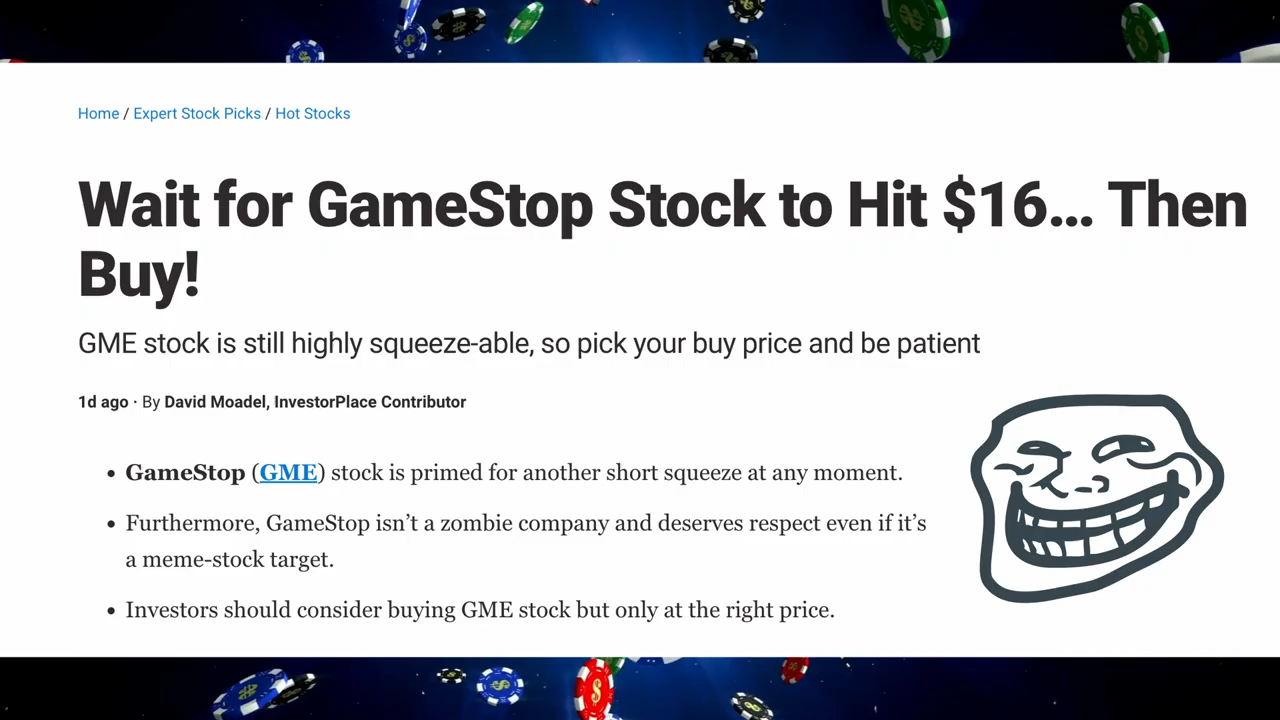 Home / Expert Stock Picks / Hot Stocks
Wait for GameStop Stock to Hit $16... Then
Buy!
GME stock is still highly squeeze-able, so pick your buy price and be patient
1d ago · By David Moadel, InvestorPlace Contributor
• GameStop (GME) stock is primed for another short squeeze at any moment.
• Furthermore, GameStop isn’t a zombie company and deserves respect even if it’s
a meme-stock target.
• Investors should consider buying GME stock but only at the right price.